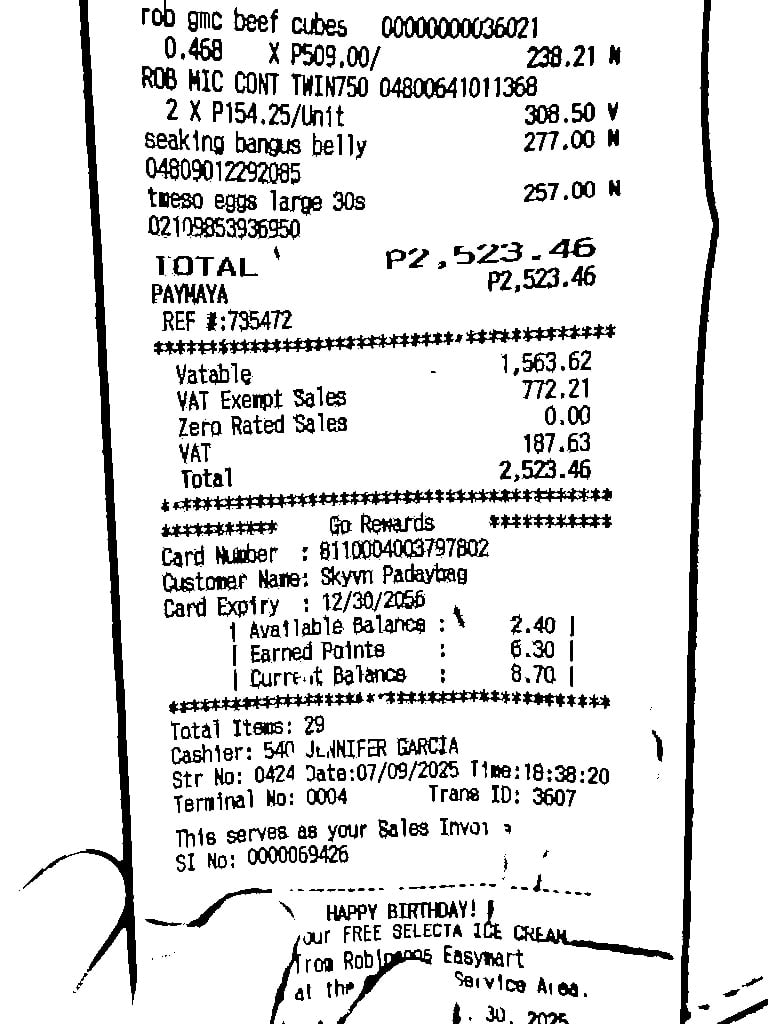 rob gmc beef cubes 00000000036021
0.468 X P509.00/ 238.21 N
ROB MIC CONT TWIN750 04800641011368
2 X P154.25/Unit 308.50 V
seaking bangus belly 277.00 N
04809012292085
tmeso eggs large 30s 257.00 N
02109853936950
TOTAL P2,523.46
PAYMAYA P2,523.46
REF #:735472
******************************************
Vatable 1,563.62
VAT Exempt Sales 772.21
Zero Rated Sales 0.00
VAT 187.63
Total 2,523.46
******************************************
*********** Go Rewards ***********
Card Number : 8110004003797802
Customer Name: Skyvn Padaybag
Card Expiry : 12/30/2056
| Available Balance : 2.40 |
| Earned Points : 6.30 |
| Current Balance : 8.70 |
******************************************
Total Items: 29
Cashier: 540 JENNIFER GARCIA
Str No: 0424 Date:07/09/2025 Time:18:38:20
Terminal No: 0004 Trans ID: 3607
This serves as your Sales
SI No: 0000069426
HAPPY BIRTHDAY!
our FREE SELECTA ICE CREAM
from Robinsons Easymart
at the Service Area.
30, 2025